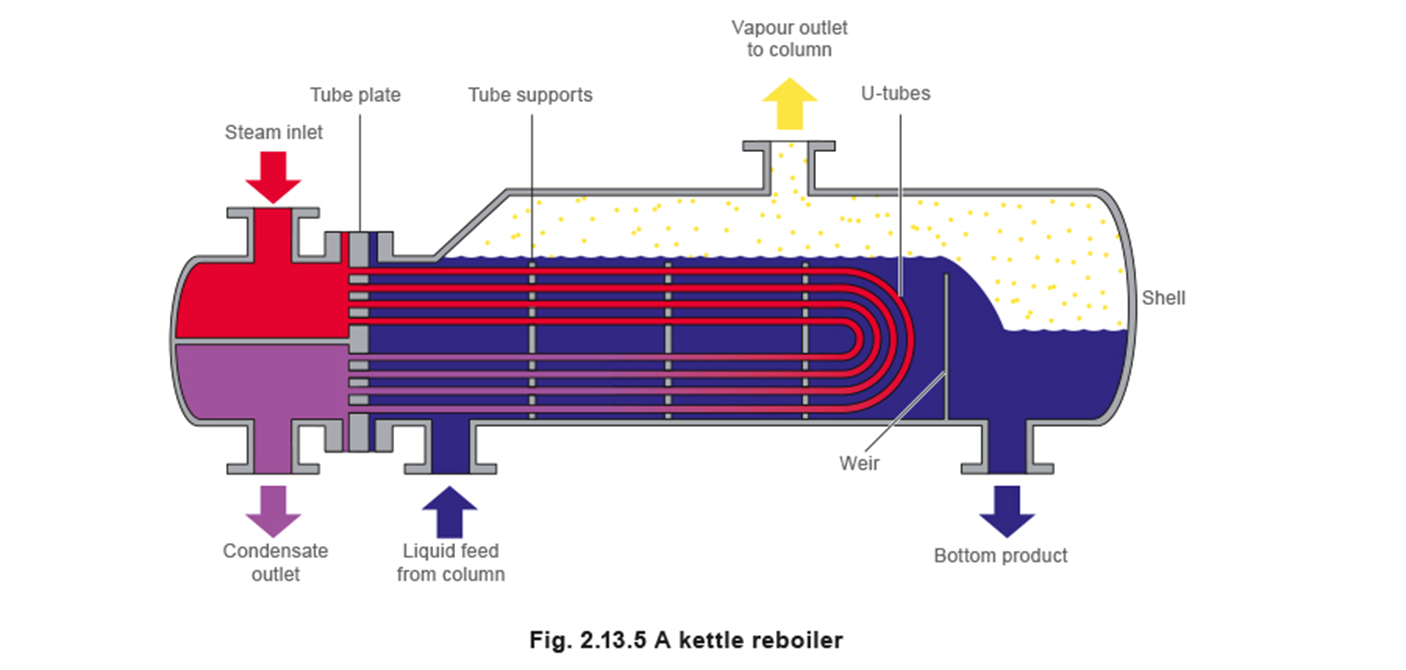 Vapour outlet
to column
Tube plate
Tube supports
U-tubes
Steam inlet
Shell
Weir
Condensate
outlet
Liquid feed
from column
Bottom product
Fig. 2.13.5 A kettle reboiler